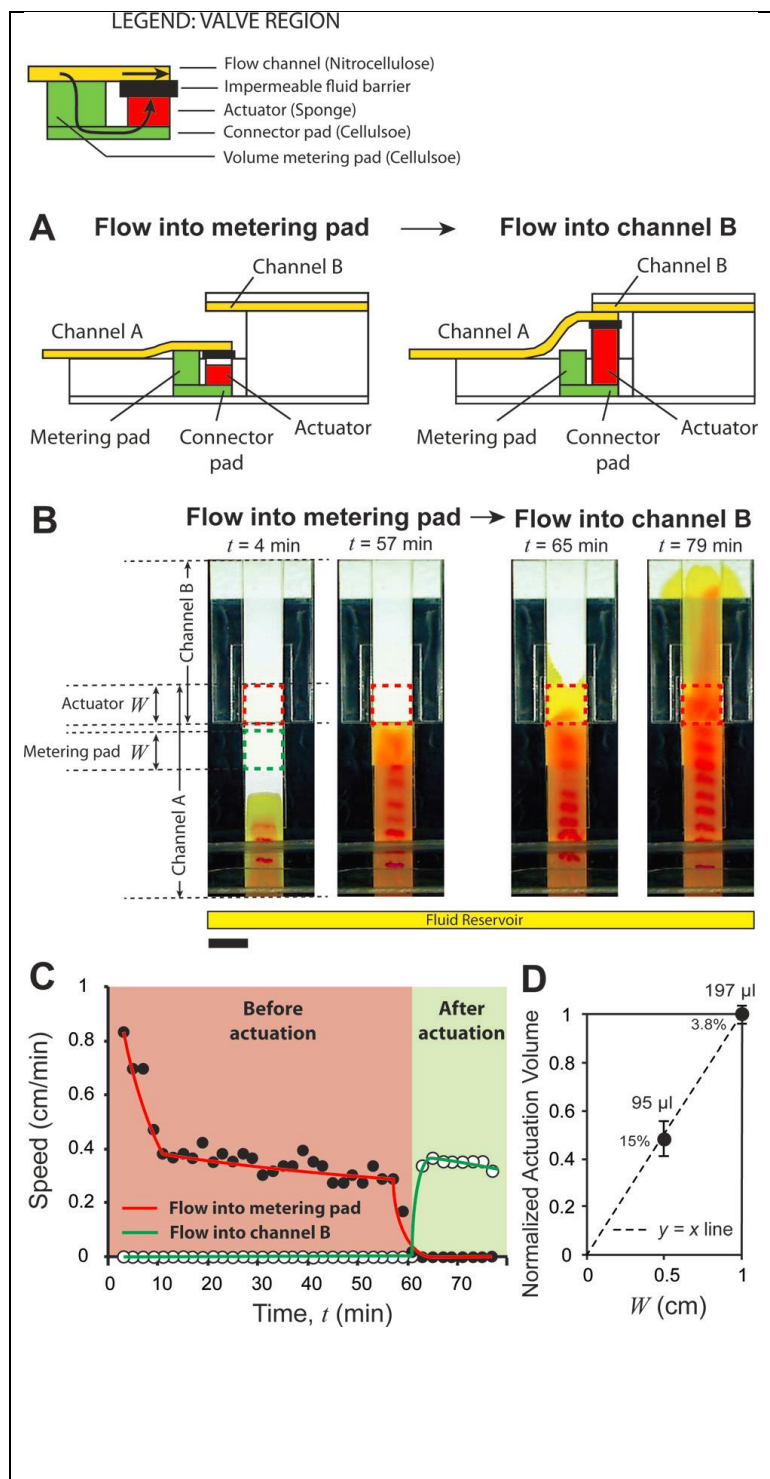 LEGEND: VALVE REGION
Flow channel (Nitrocellulose)
Impermeable fluid barrier
Actuator (Sponge)
Connector pad (Cellulsoe)
Volume metering pad (Cellulsoe)
A Flow into metering pad → Flow into channel B
Channel B
Channel A
Metering pad
Connector pad
Actuator
Channel B
Channel A
Metering pad
Connector pad
Actuator
B Flow into metering pad → Flow into channel B
t = 4 min t = 57 min t = 65 min t = 79 min
Channel B
Actuator W
Metering pad W
Channel A
Fluid Reservoir
C
Before actuation
After actuation
Speed (cm/min)
1
0.8
0.6
0.4
0.2
0
Flow into metering pad
Flow into channel B
0 10 20 30 40 50 60 70
Time, t (min)
D
197 µl
3.8%
95 µl
15%
Normalized Actuation Volume
1
0.8
0.6
0.4
0.2
0
y = x line
0 0.5 1
W (cm)